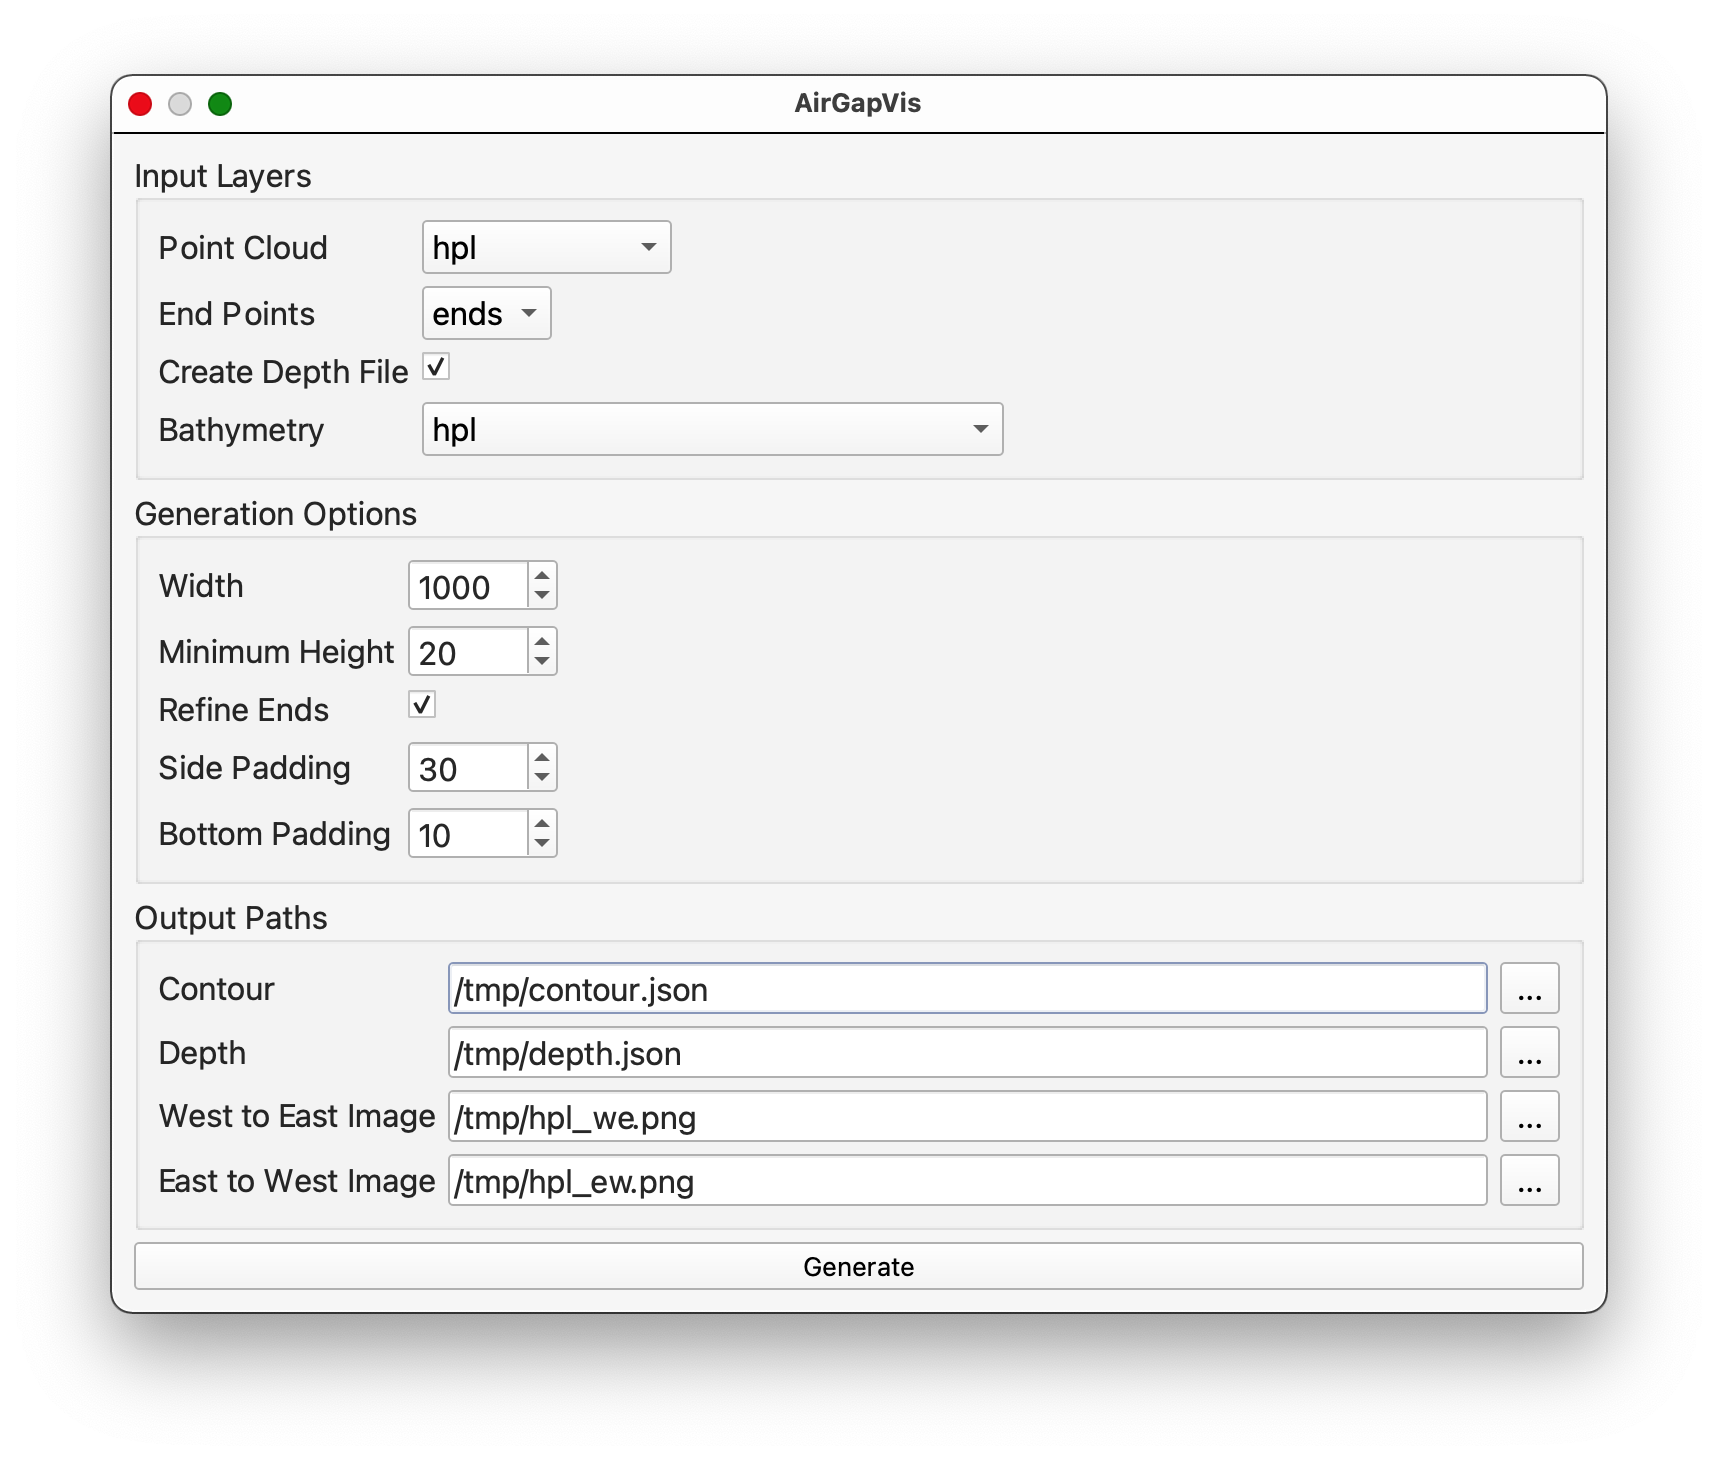 AirGapVis
Input Layers
Point Cloud hpl
End Points ends
Create Depth File
Bathymetry hpl
Generation Options
Width 1000
Minimum Height 20
Refine Ends
Side Padding 30
Bottom Padding 10
Output Paths
Contour /tmp/contour.json ...
Depth /tmp/depth.json ...
West to East Image /tmp/hpl_we.png ...
East to West Image /tmp/hpl_ew.png ...
Generate